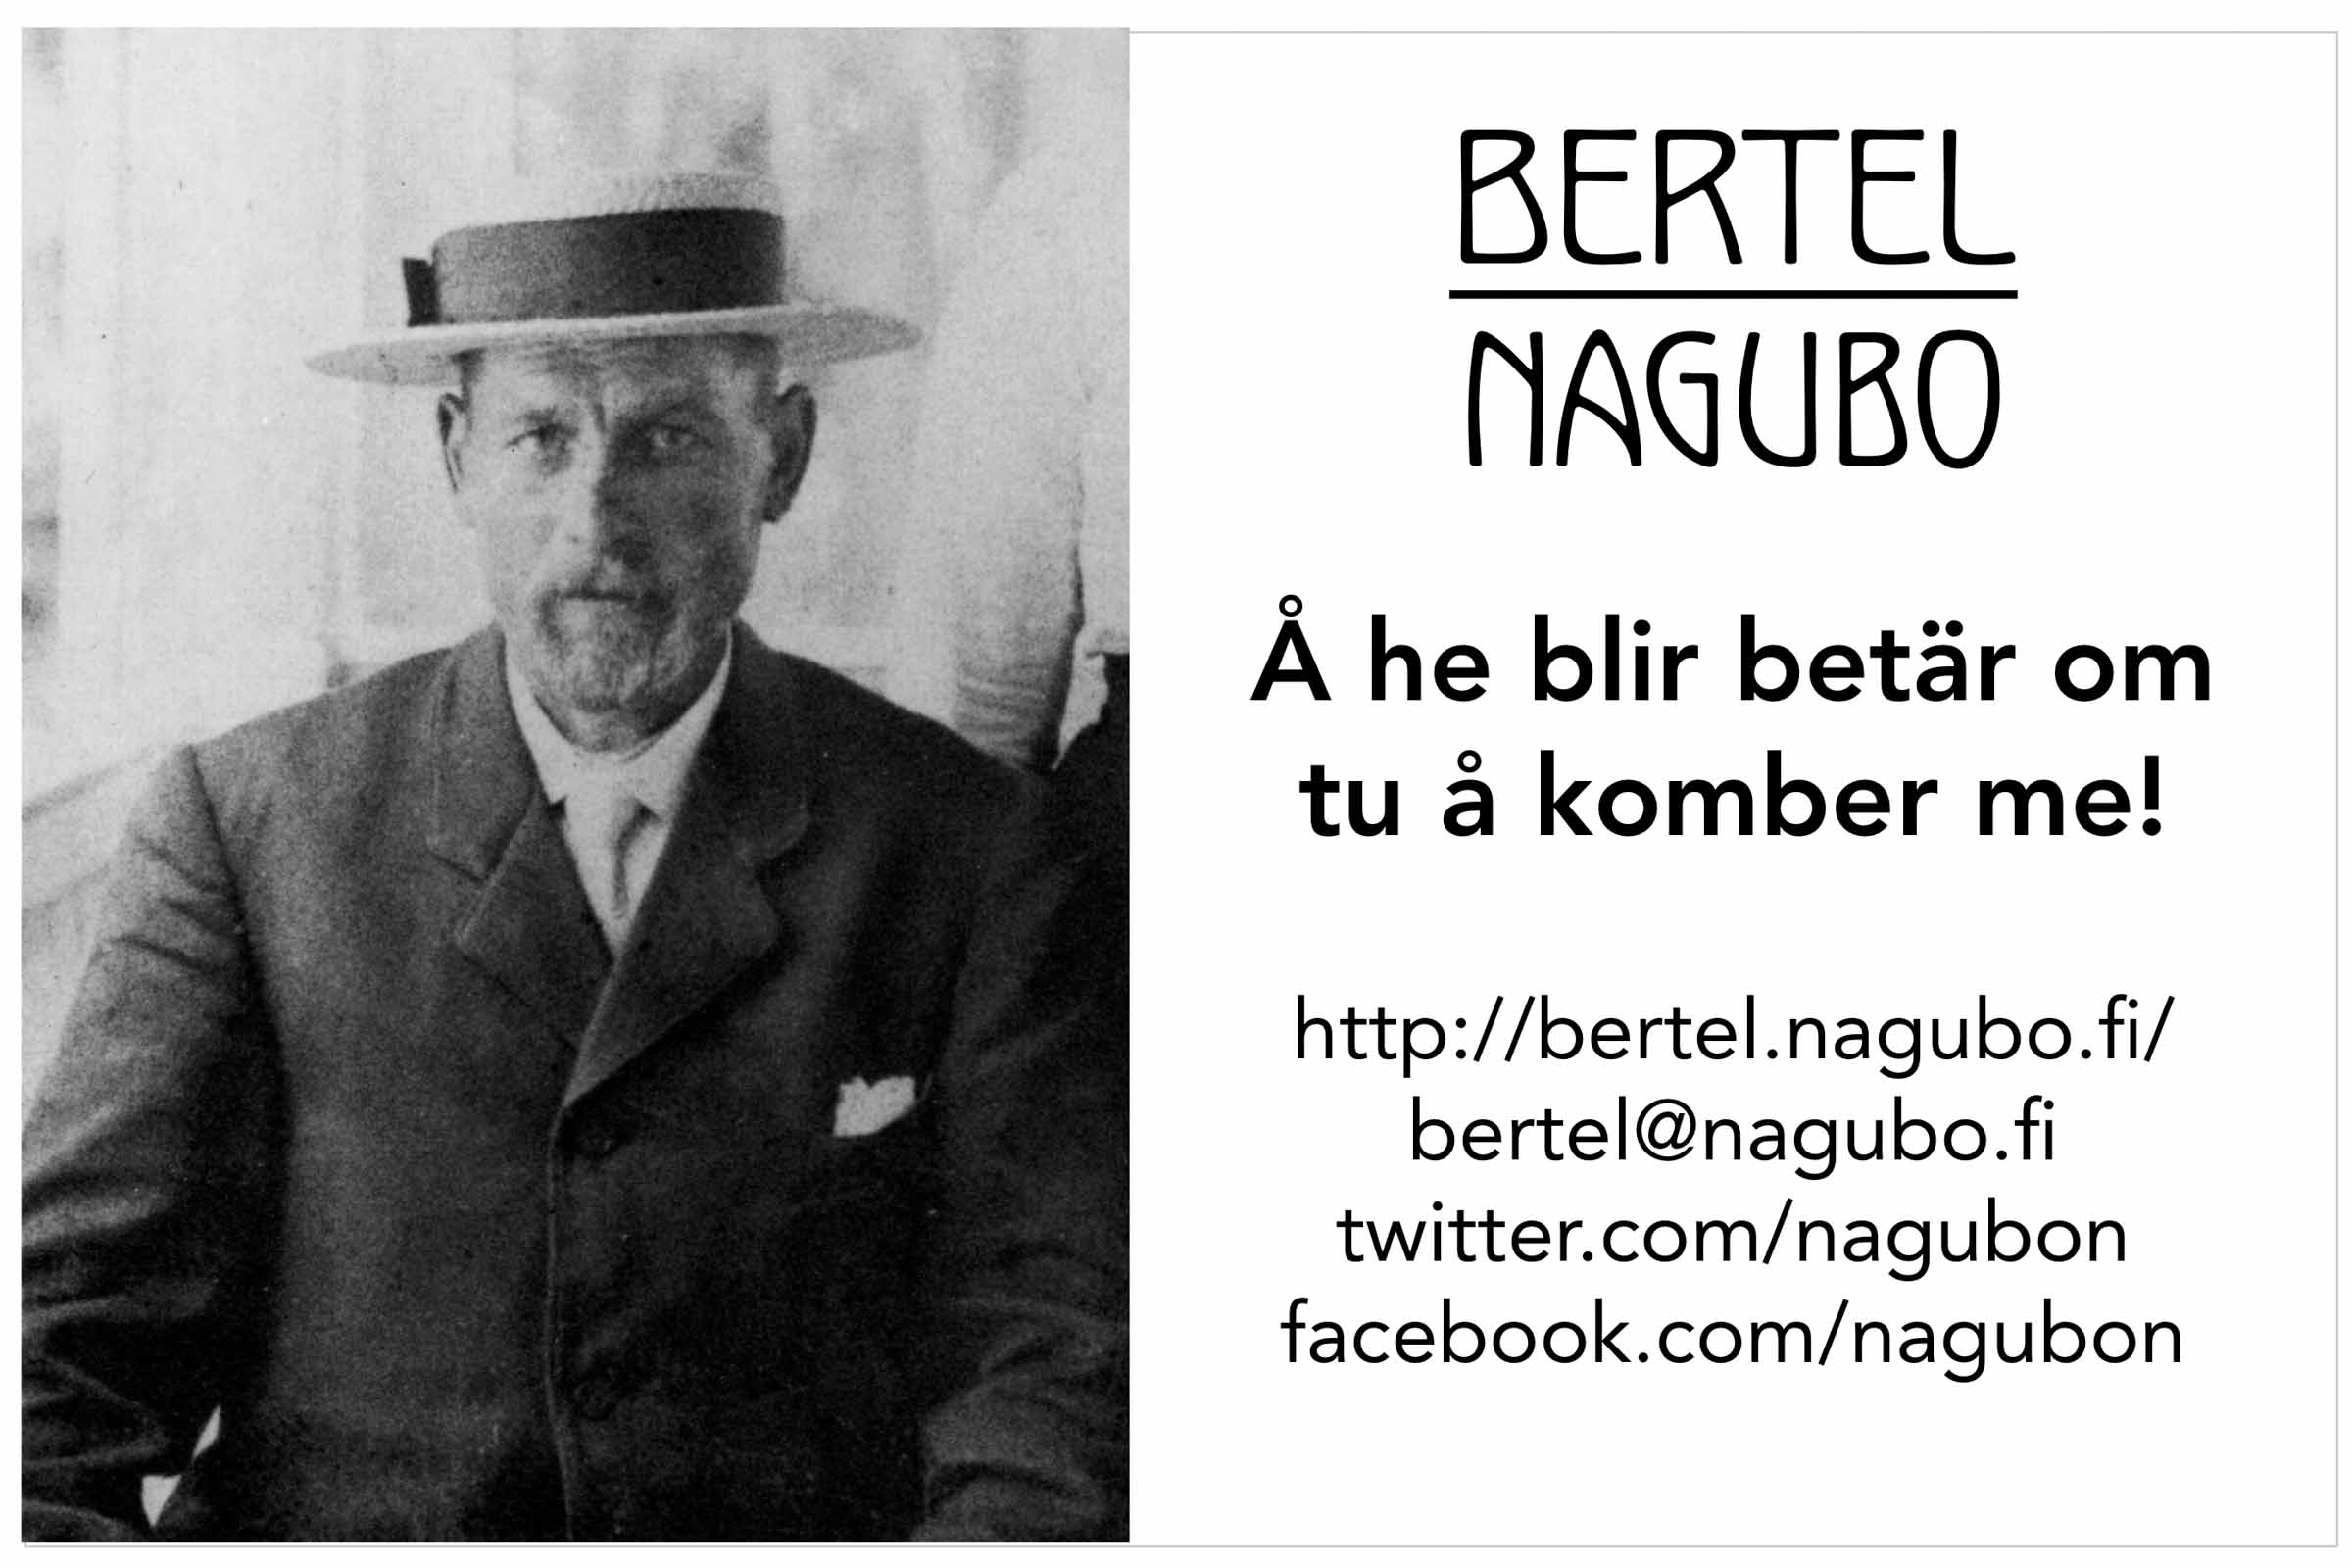 BERTEL
NAGUBO
Å he blir betär om
tu å komber me!
http://bertel.nagubo.fi/
bertel@nagubo.fi
twitter.com/nagubon
facebook.com/nagubon